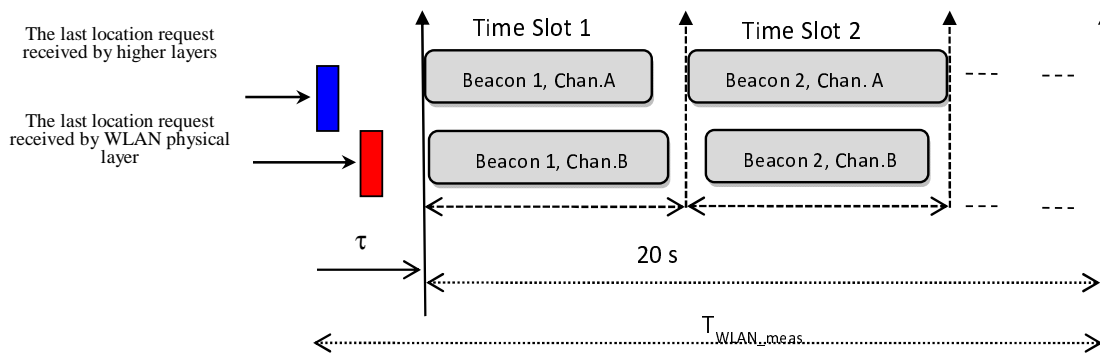 The last location request
received by higher layers
The last location request
received by WLAN physical
layer
Time Slot 1
Time Slot 2
Beacon 1, Chan.A
Beacon 2, Chan. A
Beacon 1, Chan.B
Beacon 2, Chan.B
τ
20 s
T_WLAN_meas